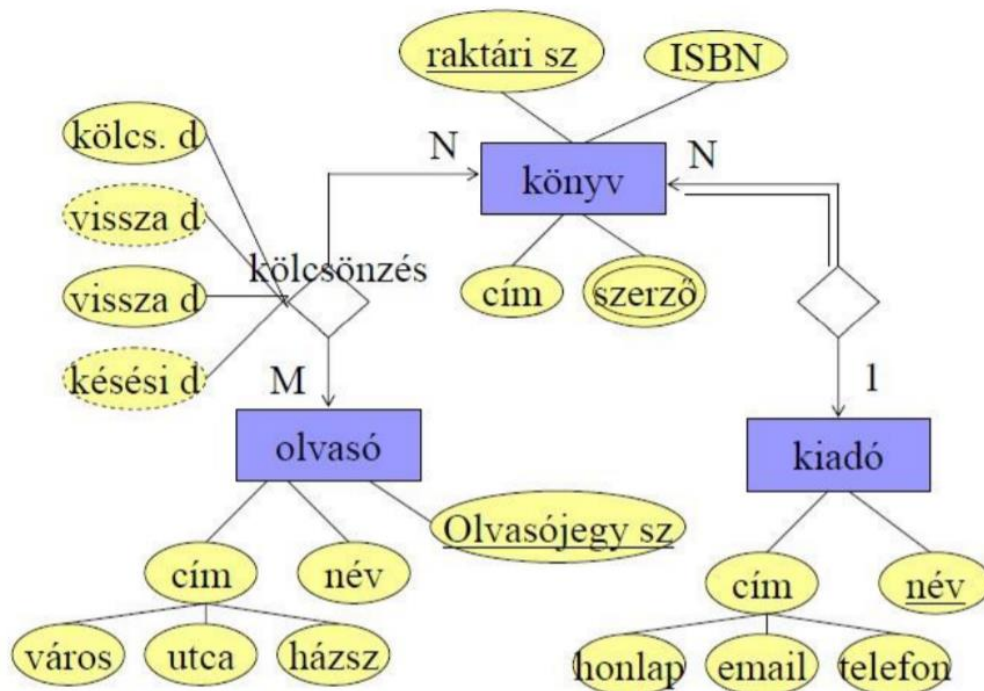 raktári sz
ISBN
kölcs. d
N
N
könyv
vissza d
kölcsönzés
cím
szerző
vissza d
késési d
M
1
olvasó
kiadó
Olvasójegy sz
cím
név
cím
név
város
utca
házsz
honlap
email
telefon